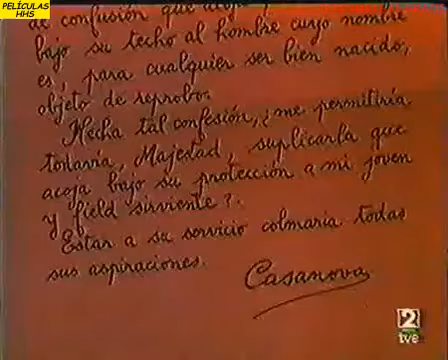 PELÍCULAS
HHS
de confusión que acoge
bajo su techo al hombre cuyo nombre
es, para cualquier ser bien nacido,
objeto de reprobo.
Hecha tal confesión, ¿me permitiría
todavía, Majestad, suplicarla que
acoja bajo su protección a mi joven
y field sirviente?.
Estar a su servicio colmaría todas
sus aspiraciones.
Casanova
2
tve